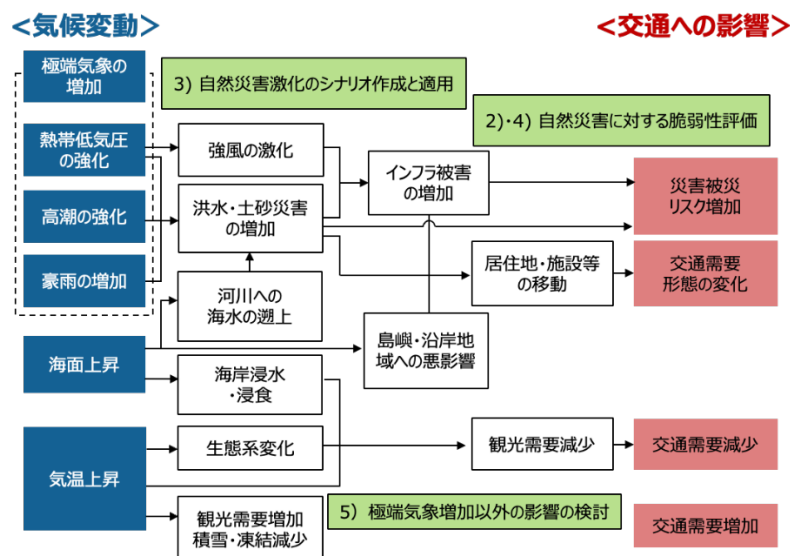 <気候変動>
<交通への影響>
極端気象の
増加
3) 自然災害激化のシナリオ作成と適用
2)・4) 自然災害に対する脆弱性評価
熱帯低気圧
の強化
強風の激化
インフラ被害
の増加
災害被災
リスク増加
高潮の強化
洪水・土砂災害
の増加
豪雨の増加
居住地・施設等
の移動
交通需要
形態の変化
河川への
海水の遡上
島嶼・沿岸地
域への悪影響
海面上昇
海岸浸水
・浸食
気温上昇
生態系変化
観光需要減少
交通需要減少
観光需要増加
積雪・凍結減少
5) 極端気象増加以外の影響の検討
交通需要増加